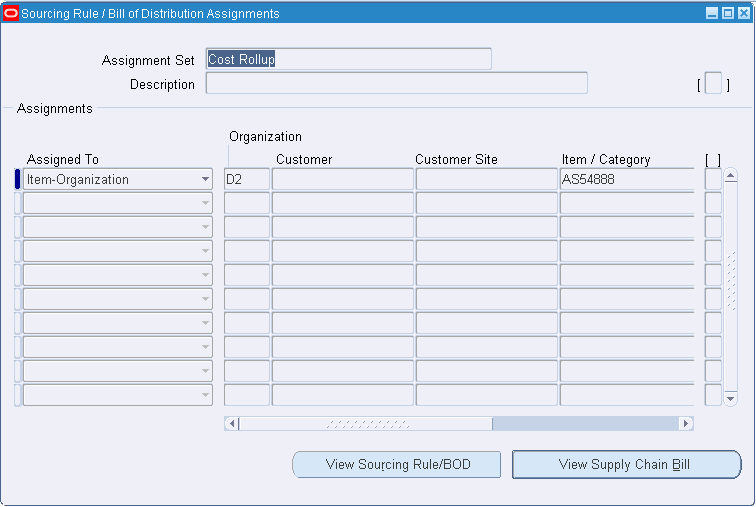 Sourcing Rule / Bill of Distribution Assignments
Assignment Set Cost Rollup
Description [ ]
Assignments
Organization
Assigned To Customer Customer Site Item / Category [ ]
Item-Organization D2 AS54888
View Sourcing Rule/BOD View Supply Chain Bill